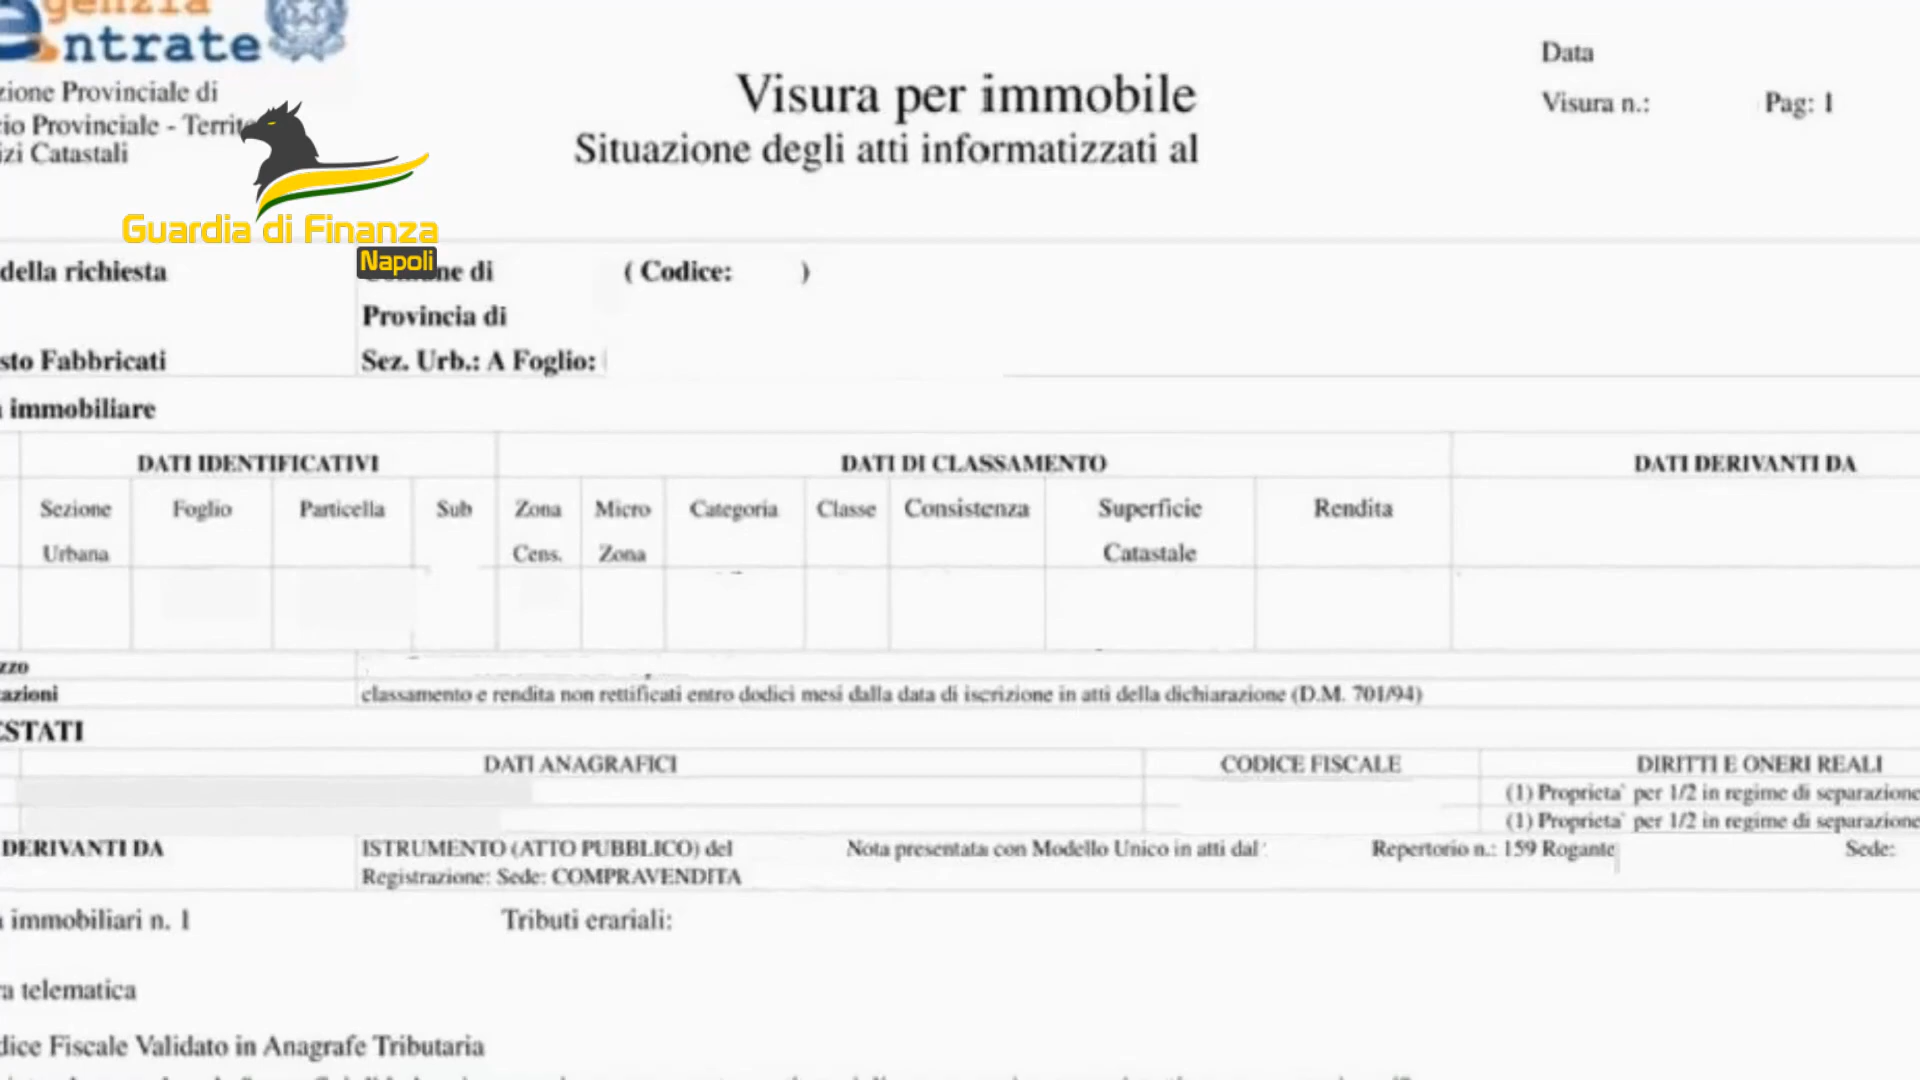 genzia
ntrate
Data
Visura per immobile
Visura n.: Pag: 1
zione Provinciale di
cio Provinciale - Territo
Situazione degli atti informatizzati al
izi Catastali
Guardia di Finanza
Napoli
della richiesta
ne di ( Codice: )
Provincia di
sto Fabbricati
Sez. Urb.: A Foglio:
immobiliare
DATI IDENTIFICATIVI DATI DI CLASSAMENTO DATI DERIVANTI DA
Sezione Foglio Particella Sub Zona Micro Categoria Classe Consistenza Superficie Rendita
Urbana Cens. Zona Catastale
zzo
azioni classamento e rendita non rettificati entro dodici mesi dalla data di iscrizione in atti della dichiarazione (D.M. 701/94)
ESTATI
DATI ANAGRAFICI CODICE FISCALE DIRITTI E ONERI REALI
(1) Proprieta` per 1/2 in regime di separazione
(1) Proprieta` per 1/2 in regime di separazione
DERIVANTI DA ISTRUMENTO (ATTO PUBBLICO) del Nota presentata con Modello Unico in atti dal Repertorio n.: 159 Rogante Sede:
Registrazione: Sede: COMPRAVENDITA
immobiliari n. 1 Tributi erariali:
ra telematica
dice Fiscale Validato in Anagrafe Tributaria